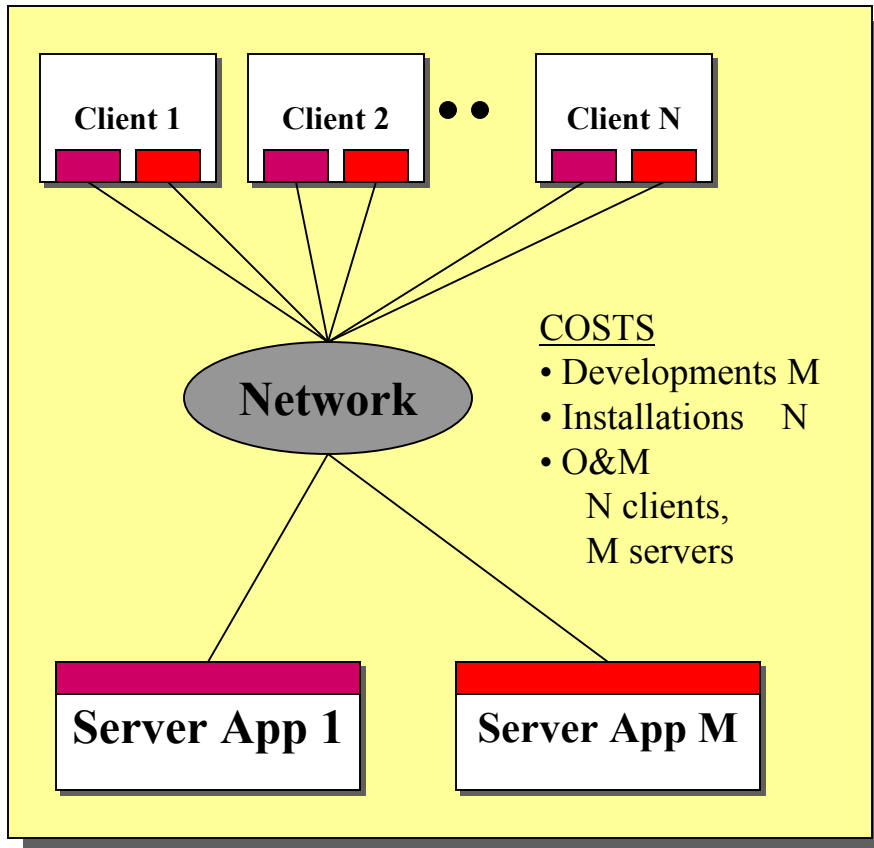 Client 1
Client 2
Client N
Network
COSTS
• Developments M
• Installations N
• O&M
N clients,
M servers
Server App 1
Server App M